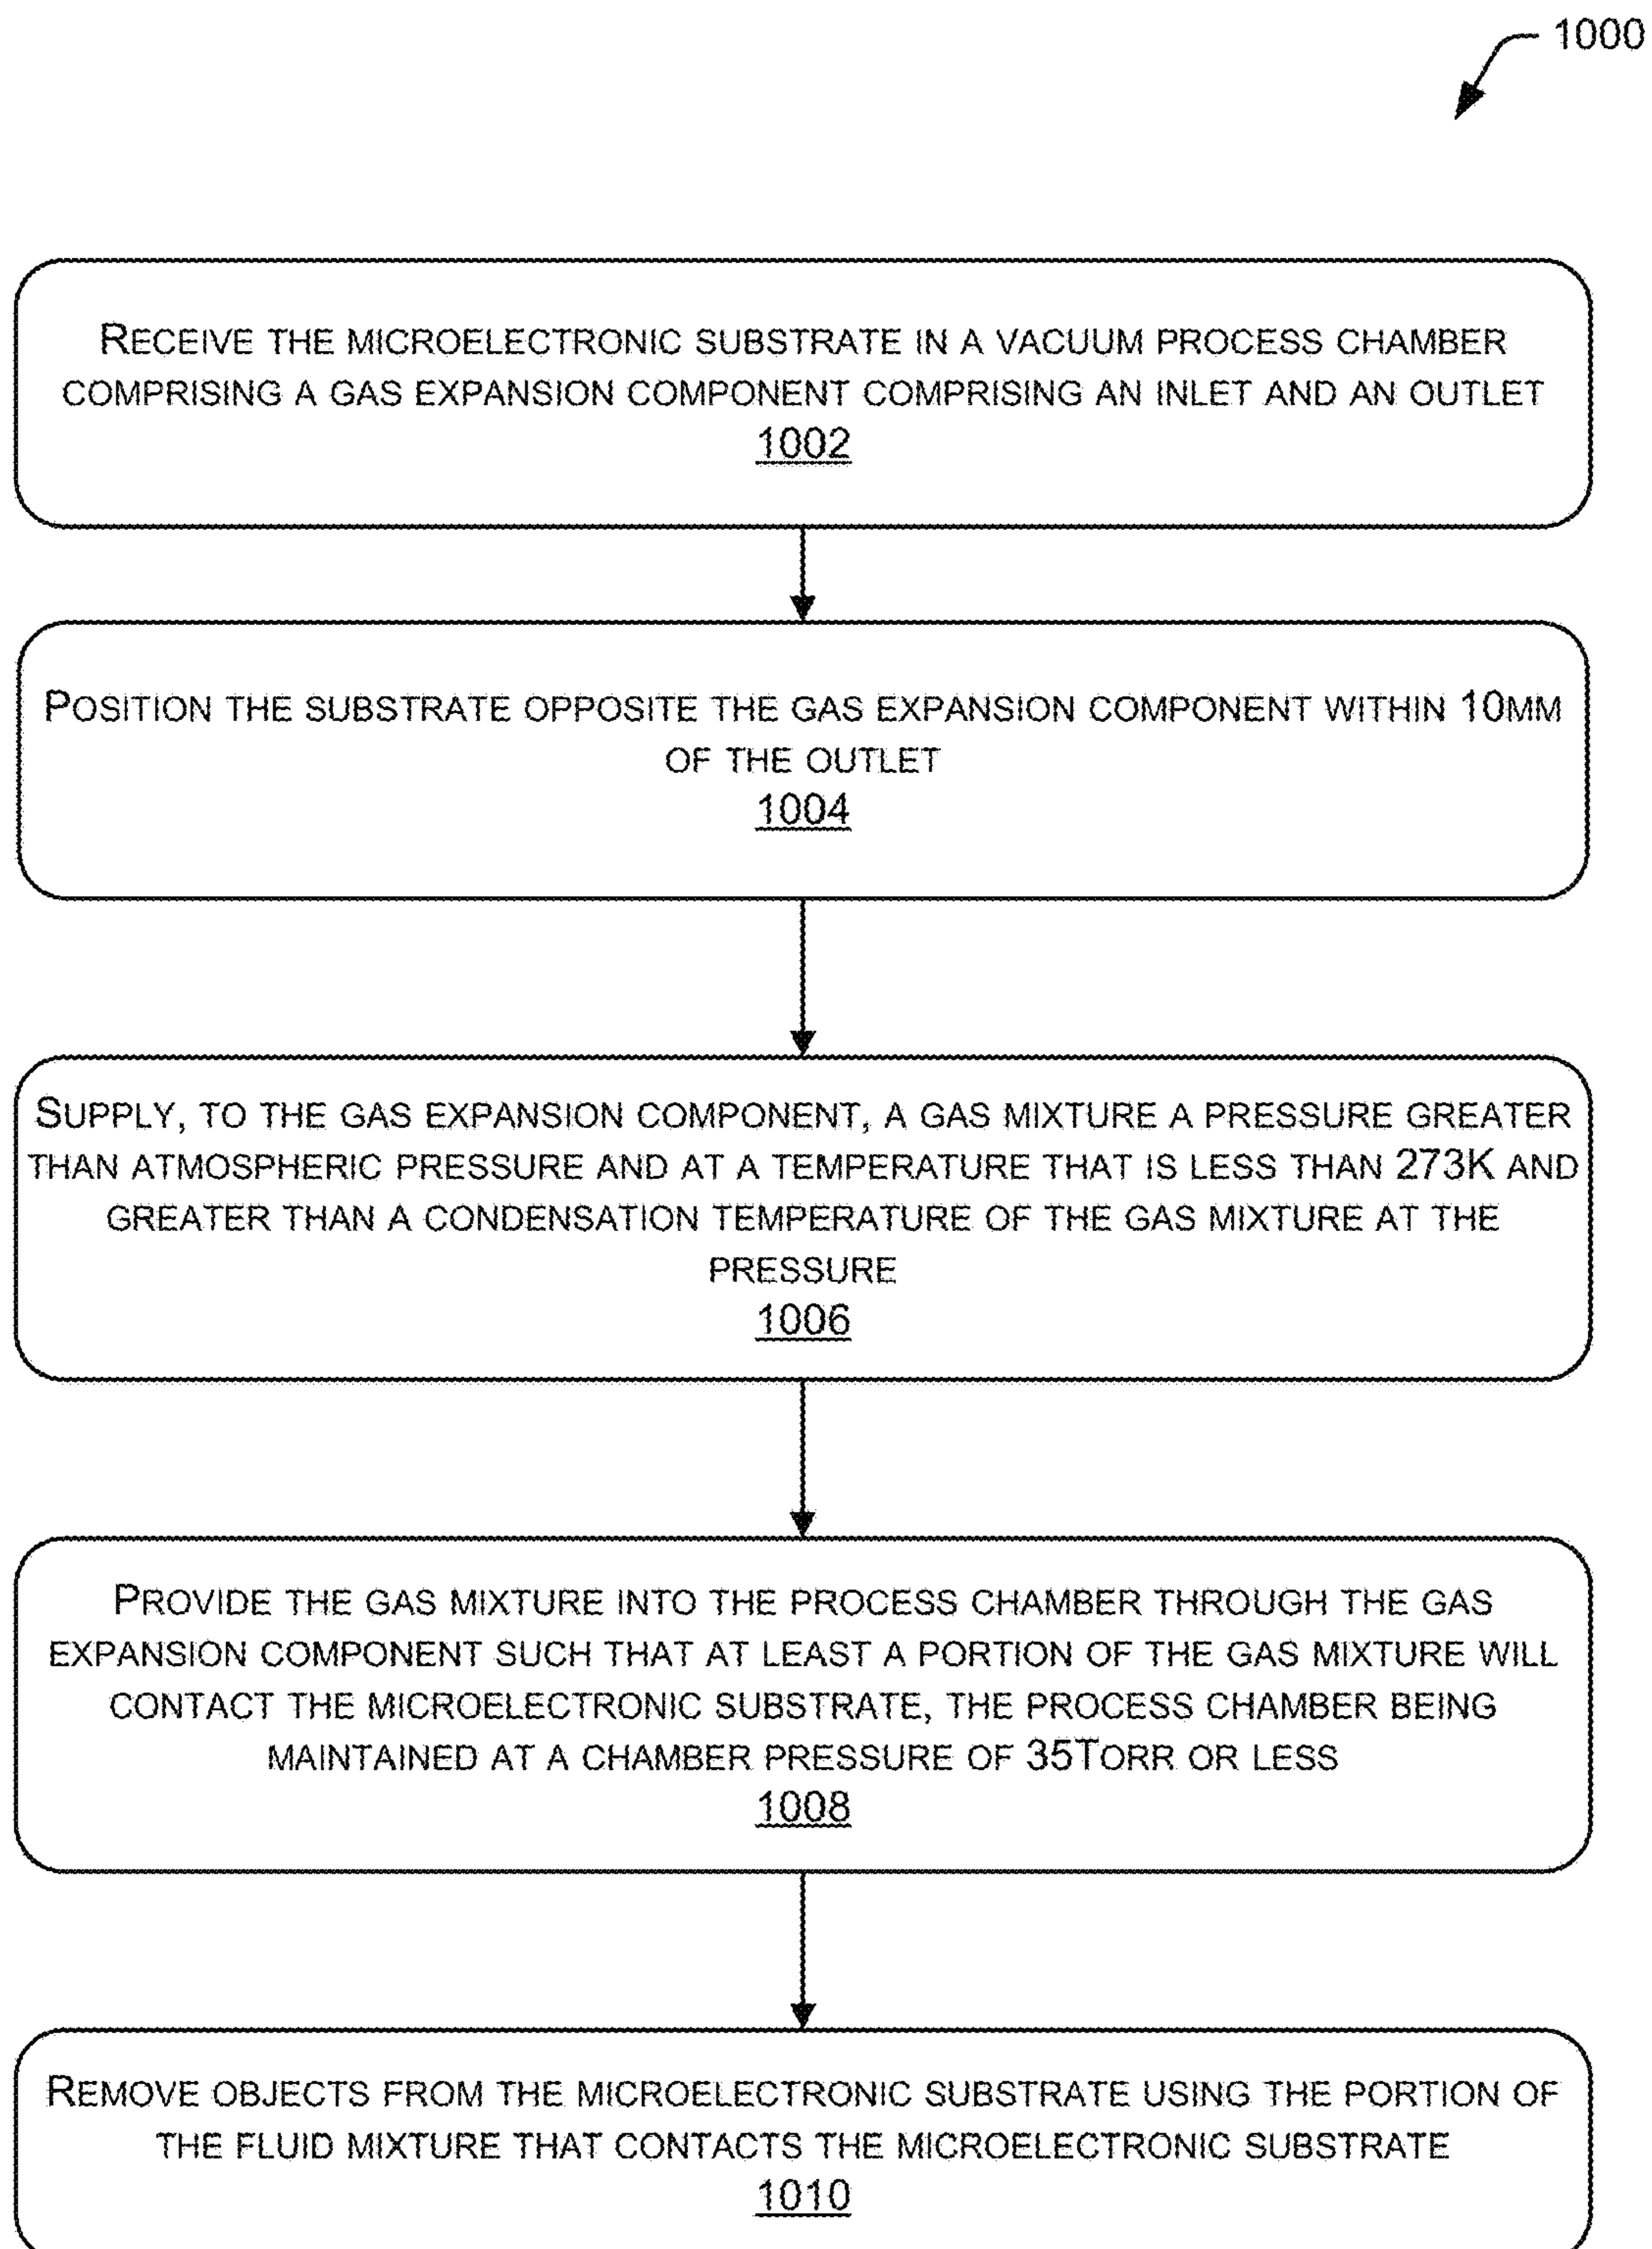 1000
RECEIVE THE MICROELECTRONIC SUBSTRATE IN A VACUUM PROCESS CHAMBER
COMPRISING A GAS EXPANSION COMPONENT COMPRISING AN INLET AND AN OUTLET
1002
POSITION THE SUBSTRATE OPPOSITE THE GAS EXPANSION COMPONENT WITHIN 10MM
OF THE OUTLET
1004
SUPPLY, TO THE GAS EXPANSION COMPONENT, A GAS MIXTURE A PRESSURE GREATER
THAN ATMOSPHERIC PRESSURE AND AT A TEMPERATURE THAT IS LESS THAN 273K AND
GREATER THAN A CONDENSATION TEMPERATURE OF THE GAS MIXTURE AT THE
PRESSURE
1006
PROVIDE THE GAS MIXTURE INTO THE PROCESS CHAMBER THROUGH THE GAS
EXPANSION COMPONENT SUCH THAT AT LEAST A PORTION OF THE GAS MIXTURE WILL
CONTACT THE MICROELECTRONIC SUBSTRATE, THE PROCESS CHAMBER BEING
MAINTAINED AT A CHAMBER PRESSURE OF 35TORR OR LESS
1008
REMOVE OBJECTS FROM THE MICROELECTRONIC SUBSTRATE USING THE PORTION OF
THE FLUID MIXTURE THAT CONTACTS THE MICROELECTRONIC SUBSTRATE
1010